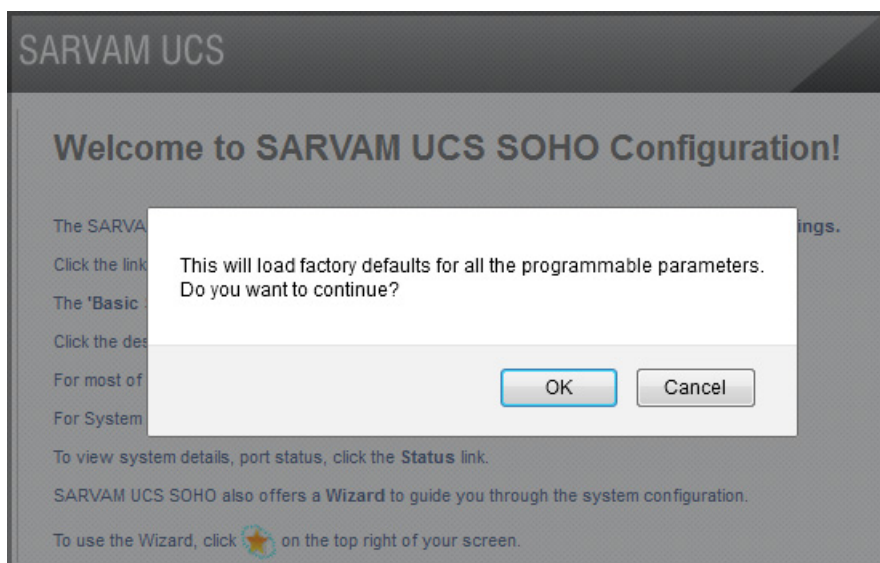 SARVAM UCS
Welcome to SARVAM UCS SOHO Configuration!
The SARVA ings.
Click the link
The 'Basic
Click the des
For most of
For System
This will load factory defaults for all the programmable parameters.
Do you want to continue?
OK Cancel
To view system details, port status, click the Status link.
SARVAM UCS SOHO also offers a Wizard to guide you through the system configuration.
To use the Wizard, click on the top right of your screen.